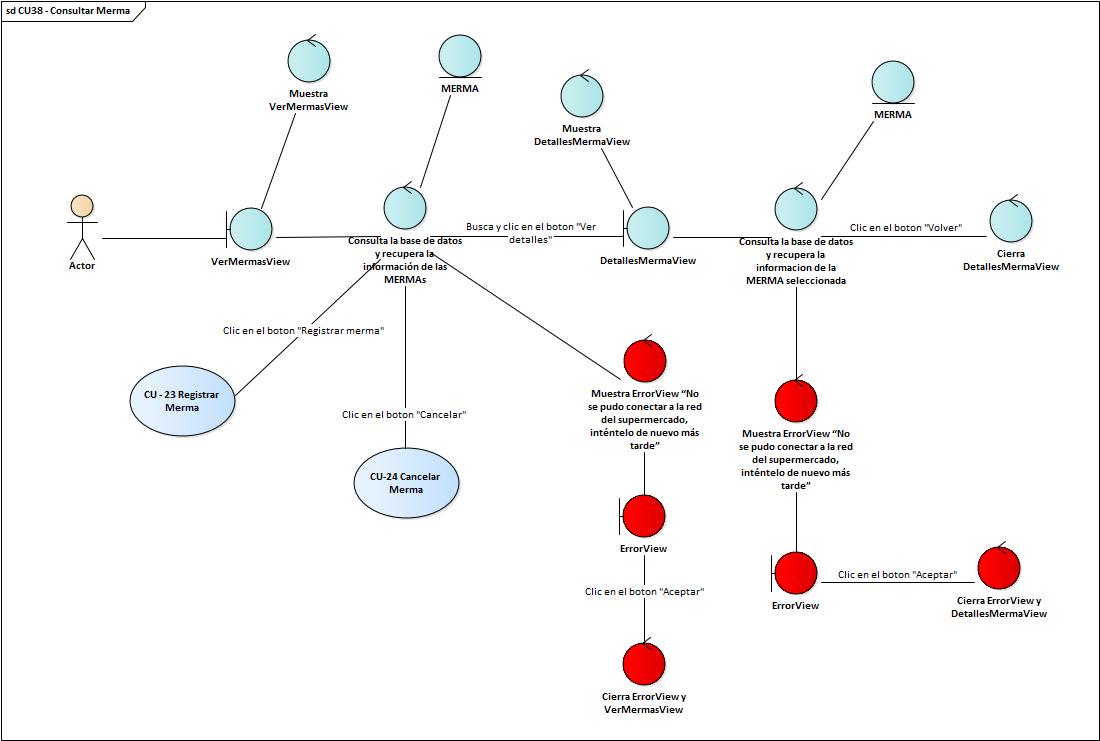 sd CU38 - Consultar Merma
Muestra
VerMermasView
MERMA
Muestra
DetallesMermaView
MERMA
Actor
VerMermasView
Consulta la base de datos
y recupera la
información de las
MERMAs
Busca y clic en el boton "Ver
detalles"
DetallesMermaView
Consulta la base de datos
y recupera la
informacion de la
MERMA seleccionada
Clic en el boton "Volver"
Cierra
DetallesMermaView
Clic en el boton "Registrar merma"
CU - 23 Registrar
Merma
Clic en el boton "Cancelar"
CU-24 Cancelar
Merma
Muestra ErrorView “No
se pudo conectar a la red
del supermercado,
inténtelo de nuevo más
tarde”
Muestra ErrorView “No
se pudo conectar a la red
del supermercado,
inténtelo de nuevo más
tarde”
ErrorView
Clic en el boton "Aceptar"
Cierra ErrorView y
VerMermasView
ErrorView
Clic en el boton "Aceptar"
Cierra ErrorView y
DetallesMermaView